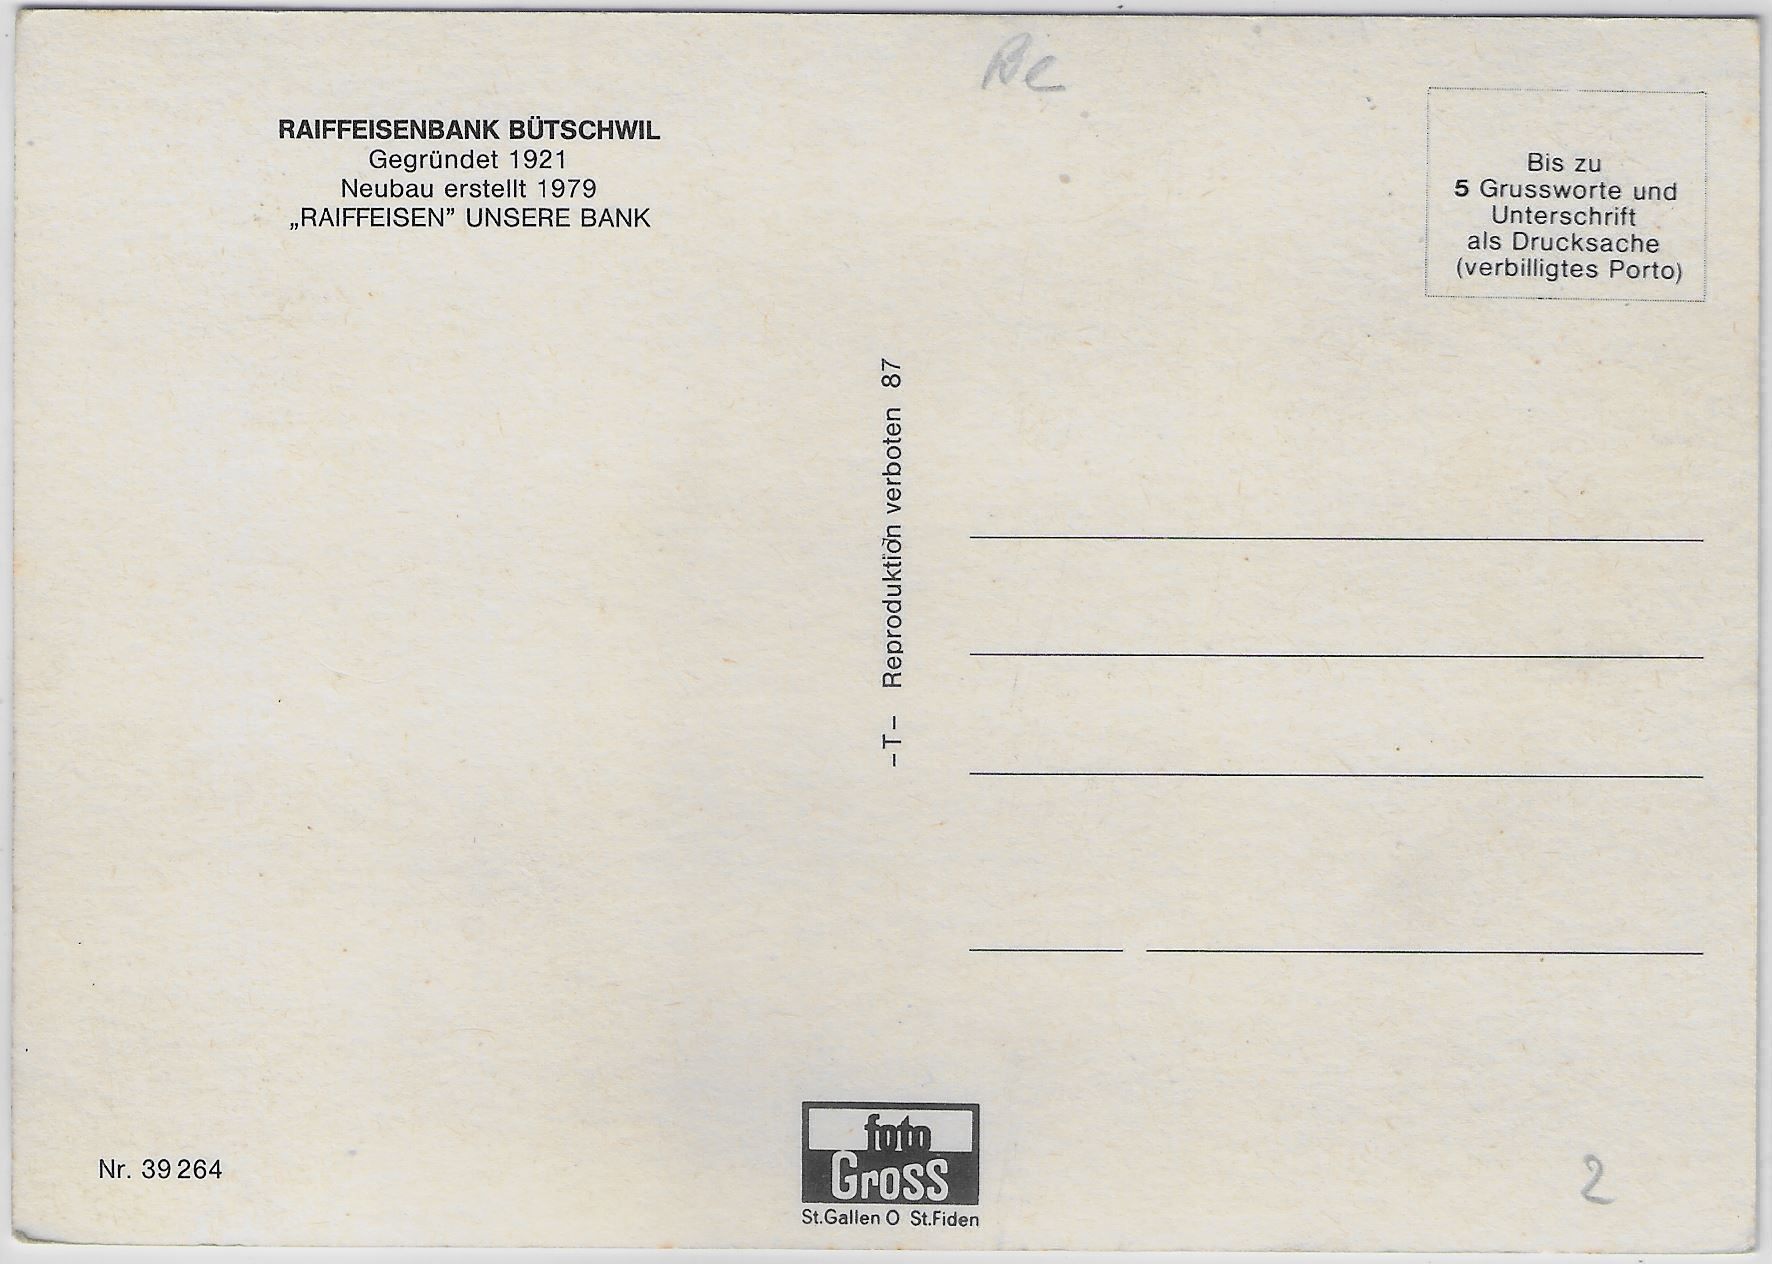 RAIFFEISENBANK BÜTSCHWIL
Gegründet 1921
Neubau erstellt 1979
„RAIFFEISEN” UNSERE BANK
Bis zu
5 Grussworte und
Unterschrift
als Drucksache
(verbilligtes Porto)
–T– Reproduktion verboten 87
Nr. 39 264
foto
Gross
St.Gallen O St.Fiden
2